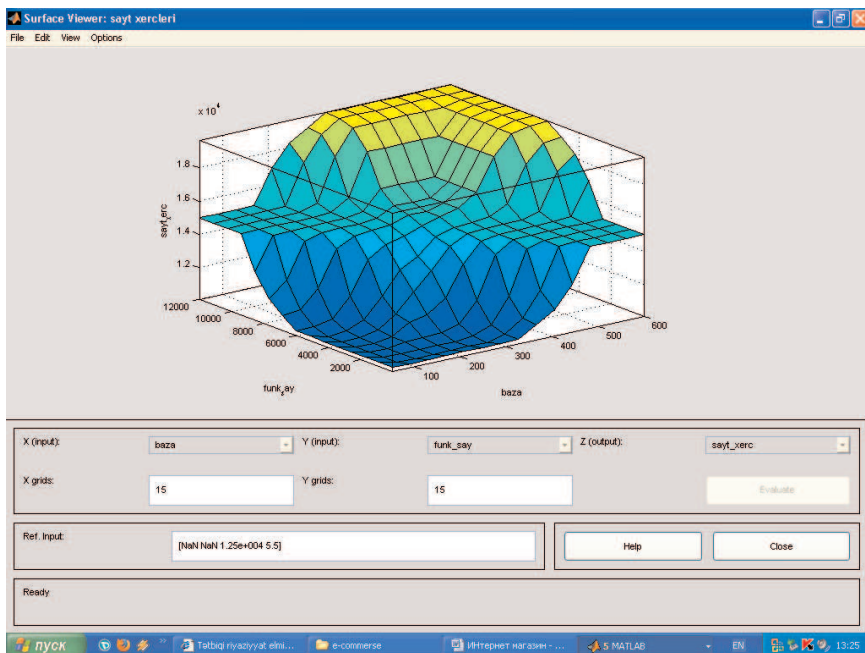 Surface Viewer: sayt xercleri
File Edit View Options
x 10^4
1.8
1.6
1.4
1.2
sayt_xerc
12000
10000
8000
6000
4000
2000
funk_say
100
200
300
400
500
600
baza
X (input): baza Y (input): funk_say Z (output): sayt_xerc
X grids: 15 Y grids: 15 Evaluate
Ref. Input: [NaN NaN 1.25e+004 5.5] Help Close
Ready
пуск » Tətbiqi riyaziyyat elmi... e-commerse ИНтернет магазин - ... 5 MATLAB EN 13:25